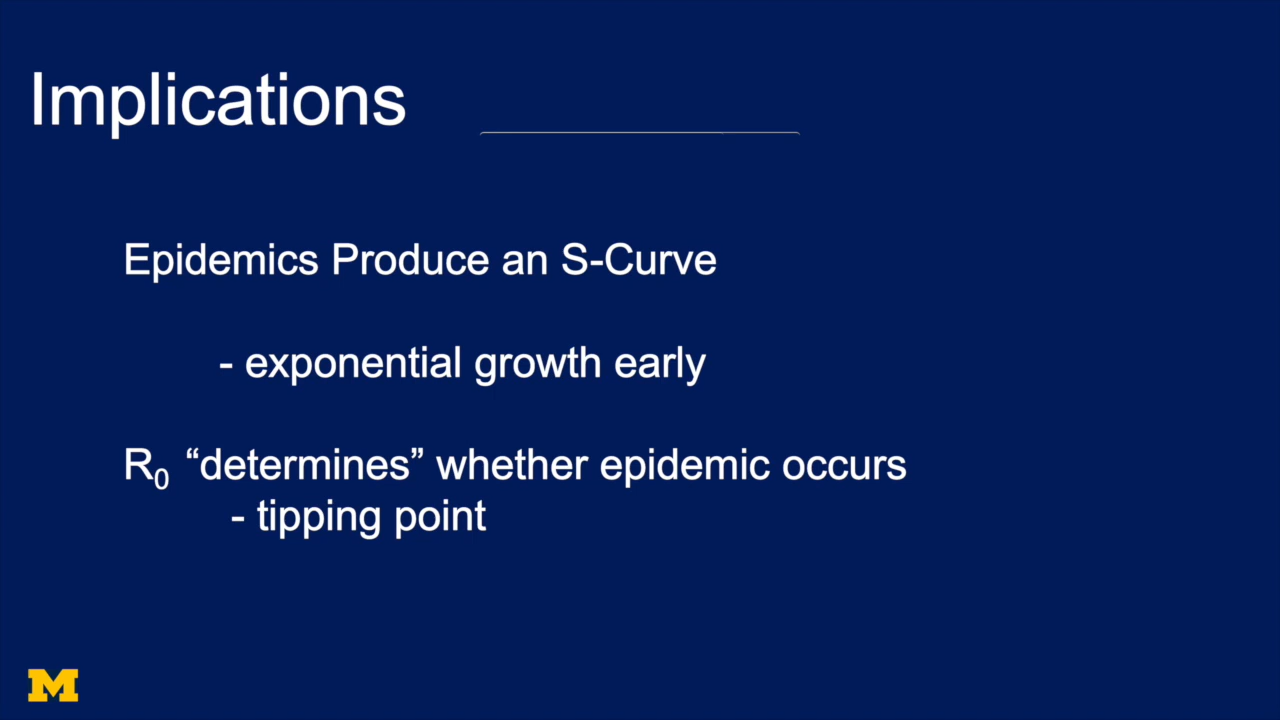 Implications
Epidemics Produce an S-Curve
- exponential growth early
R₀ “determines” whether epidemic occurs
- tipping point
M